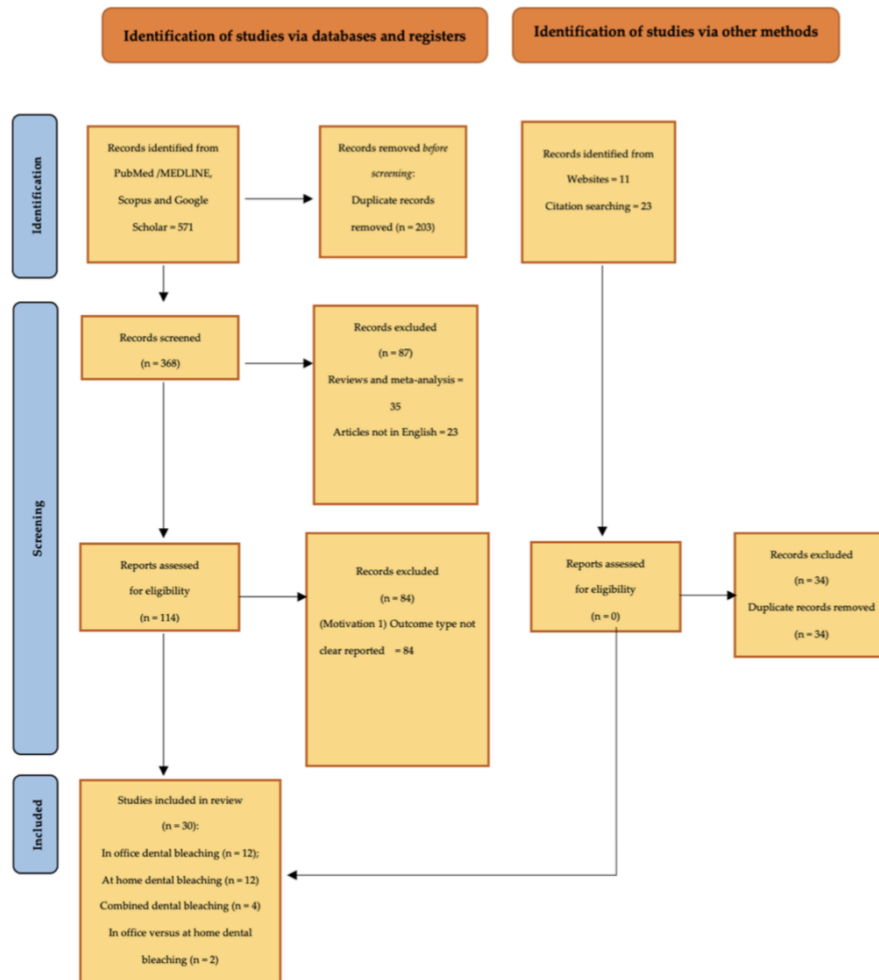 Identification of studies via databases and registers
Identification of studies via other methods
Identification
Records identified from
PubMed /MEDLINE,
Scopus and Google
Scholar = 571
Records removed before
screening:
Duplicate records
removed (n = 203)
Records identified from
Websites = 11
Citation searching = 23
Screening
Records screened
(n = 368)
Records excluded
(n = 87)
Reviews and meta-analysis =
35
Articles not in English = 23
Reports assessed
for eligibility
(n = 114)
Records excluded
(n = 84)
(Motivation 1) Outcome type not
clear reported = 84
Reports assessed
for eligibility
(n = 0)
Records excluded
(n = 34)
Duplicate records removed
(n = 34)
Included
Studies included in review
(n = 30):
In office dental bleaching (n = 12);
At home dental bleaching (n = 12)
Combined dental bleaching (n = 4)
In office versus at home dental
bleaching (n = 2)